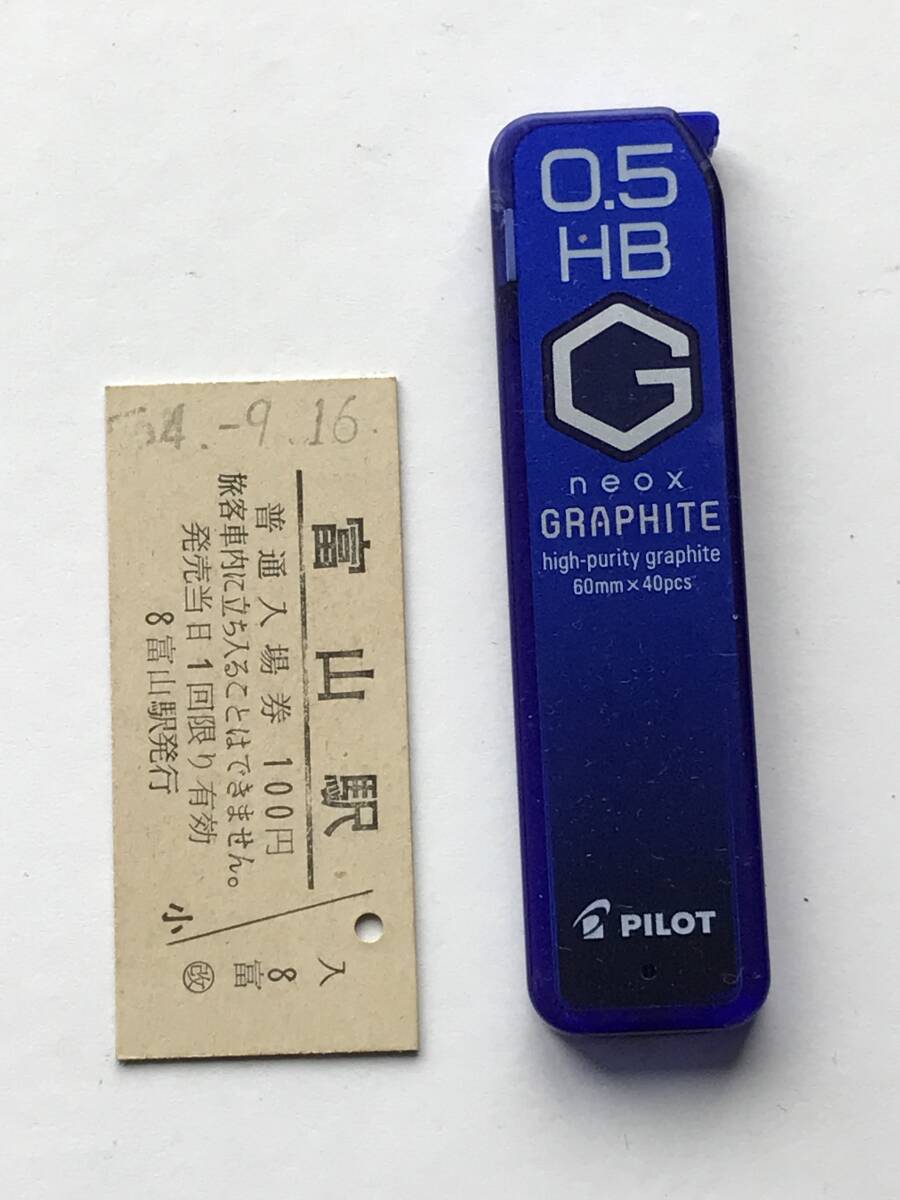 54.-9.16
富山駅
普通入場券 100円
旅客車内に立ち入ることはできません。
発売当日1回限り有効
8富山駅発行
小
入
8富
改
0.5
HB
G
neox
GRAPHITE
high-purity graphite
60mm×40pcs
PILOT